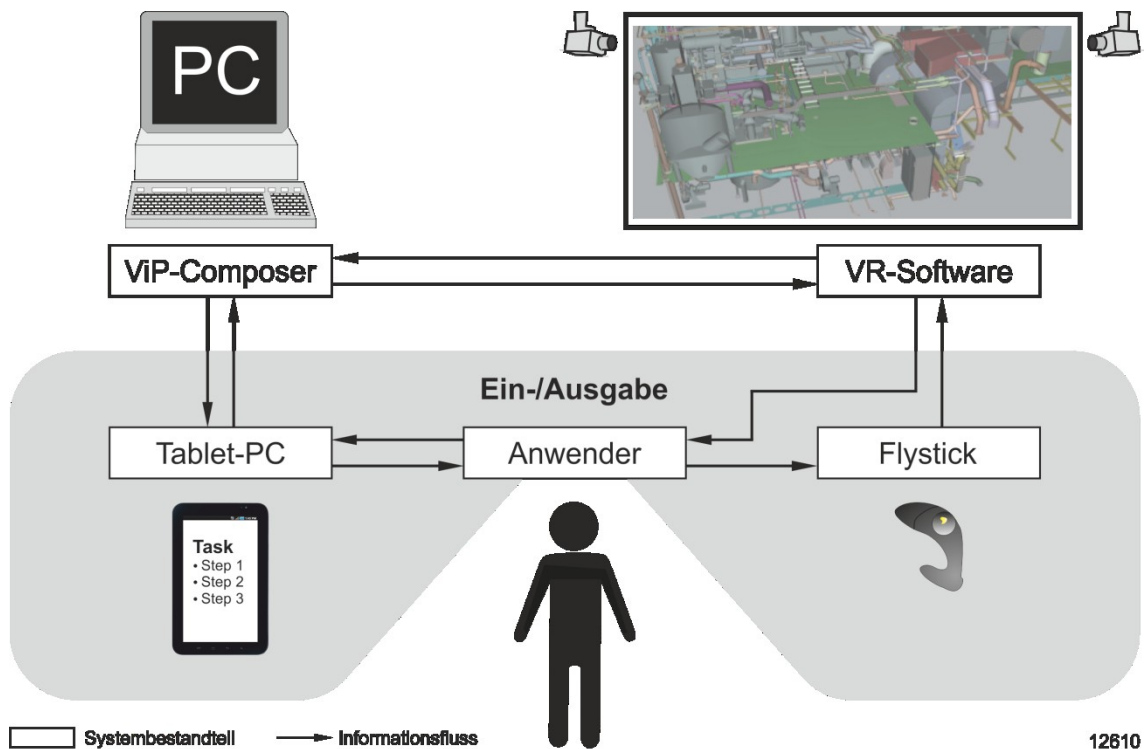 PC
ViP-Composer
VR-Software
Ein-/Ausgabe
Tablet-PC
Anwender
Flystick
Task
• Step 1
• Step 2
• Step 3
Systembestandteil
Informationsfluss
12610